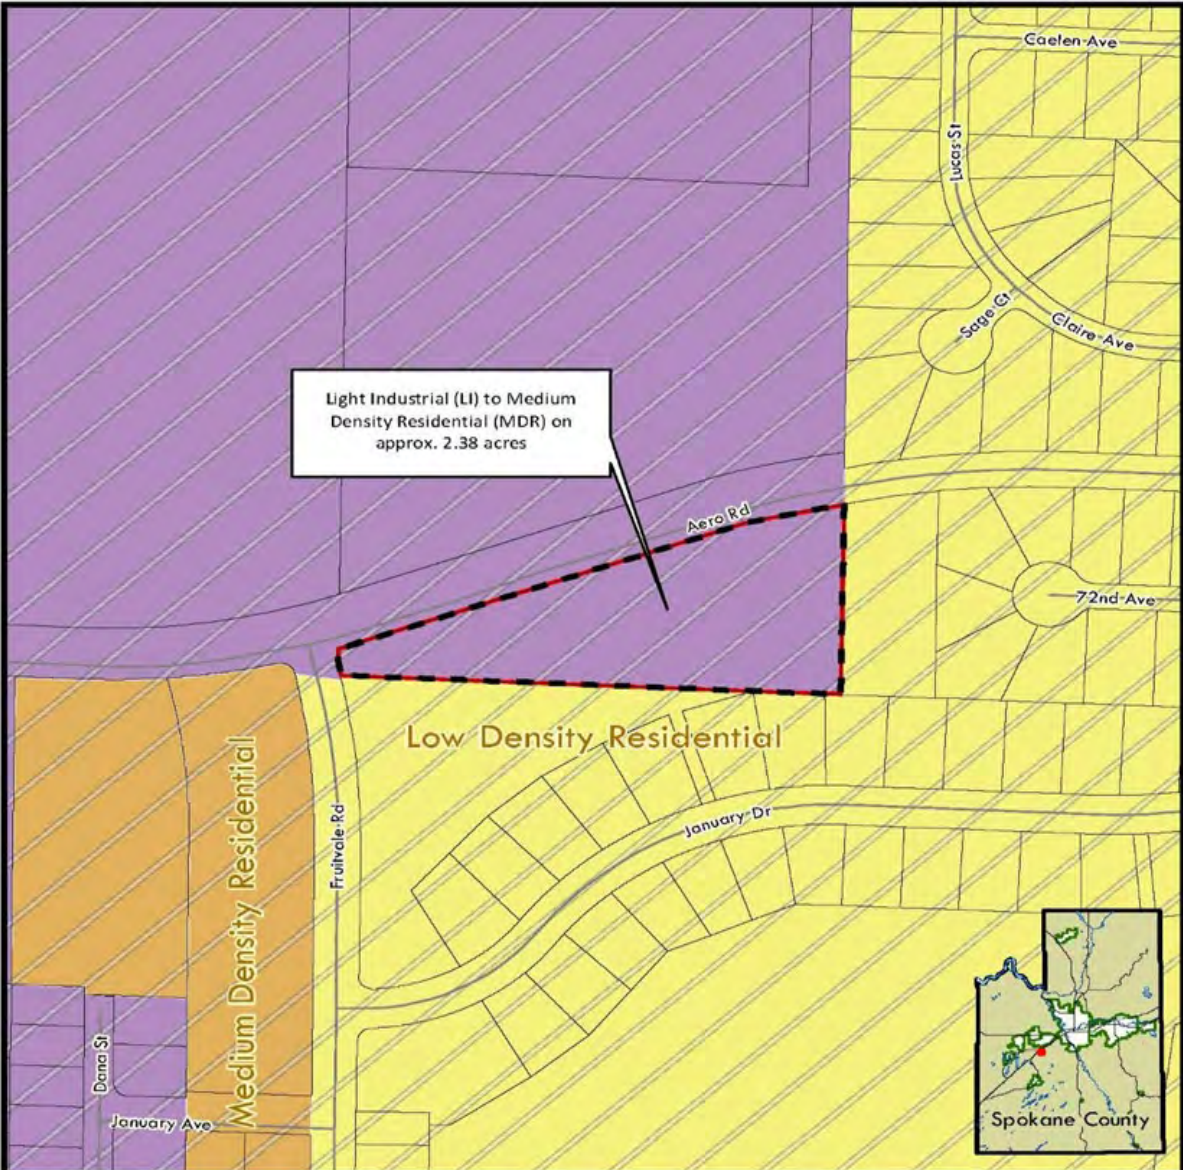 Caelen Ave
Lucas St
Sage Ct
Claire Ave
Light Industrial (LI) to Medium
Density Residential (MDR) on
approx. 2.38 acres
Aero Rd
72nd Ave
Low Density Residential
Medium Density Residential
Fruitvale Rd
January Dr
Dana St
January Ave
Spokane County